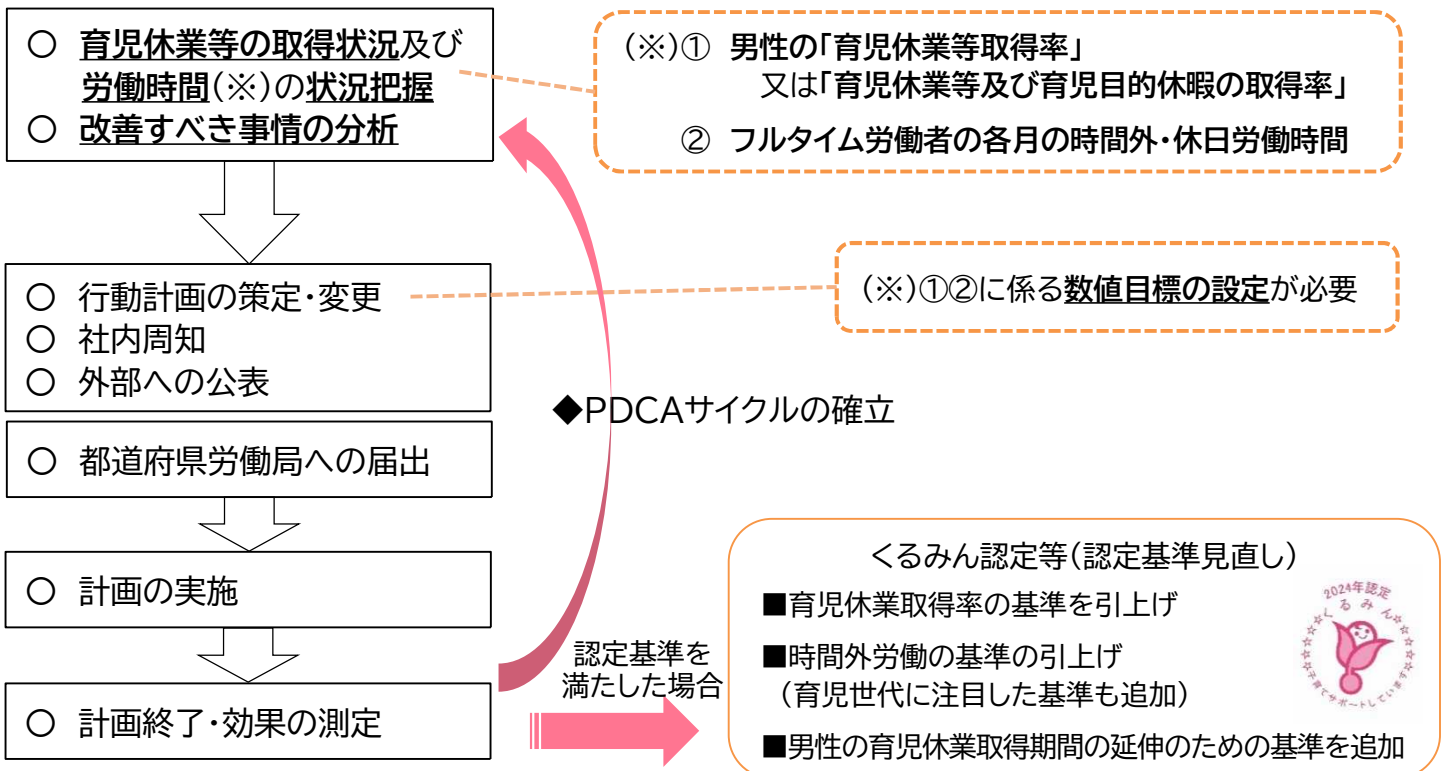 ○ 育児休業等の取得状況及び
労働時間(※)の状況把握
○ 改善すべき事情の分析
(※)① 男性の「育児休業等取得率」
又は「育児休業等及び育児目的休暇の取得率」
② フルタイム労働者の各月の時間外・休日労働時間
○ 行動計画の策定・変更
○ 社内周知
○ 外部への公表
(※)①②に係る数値目標の設定が必要
◆PDCAサイクルの確立
○ 都道府県労働局への届出
○ 計画の実施
○ 計画終了・効果の測定
認定基準を
満たした場合
くるみん認定等(認定基準見直し)
■育児休業取得率の基準を引上げ
■時間外労働の基準の引上げ
(育児世代に注目した基準も追加)
■男性の育児休業取得期間の延伸のための基準を追加
2024年認定
くるみん
子育てサポートしています